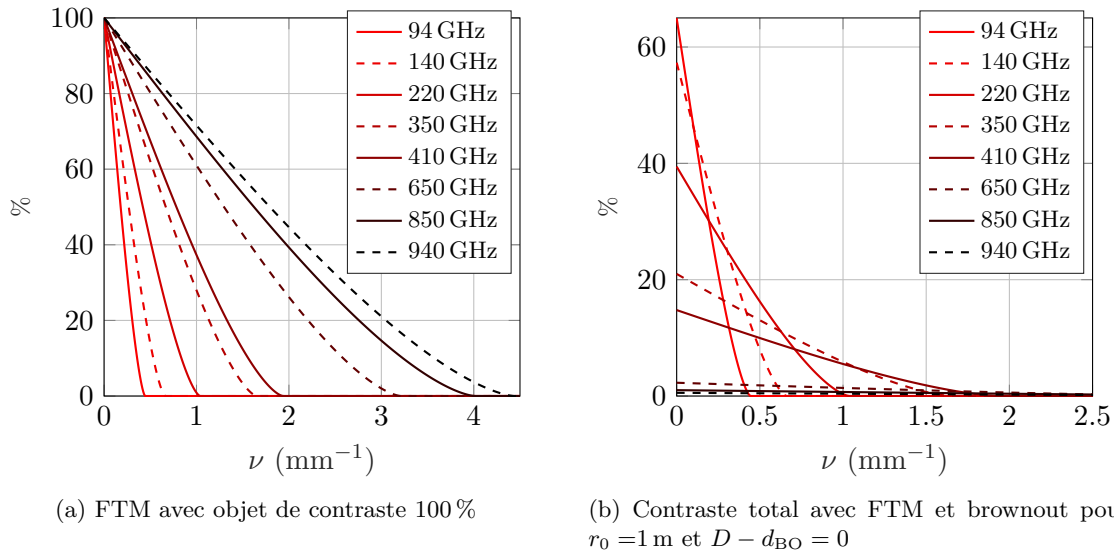 100
80
60
40
20
0
%
0
1
2
3
4
ν (mm⁻¹)
94 GHz
140 GHz
220 GHz
350 GHz
410 GHz
650 GHz
850 GHz
940 GHz
(a) FTM avec objet de contraste 100 %
60
40
20
0
%
0
0.5
1
1.5
2
2.5
ν (mm⁻¹)
94 GHz
140 GHz
220 GHz
350 GHz
410 GHz
650 GHz
850 GHz
940 GHz
(b) Contraste total avec FTM et brownout pou
r₀ =1 m et D − d_BO = 0